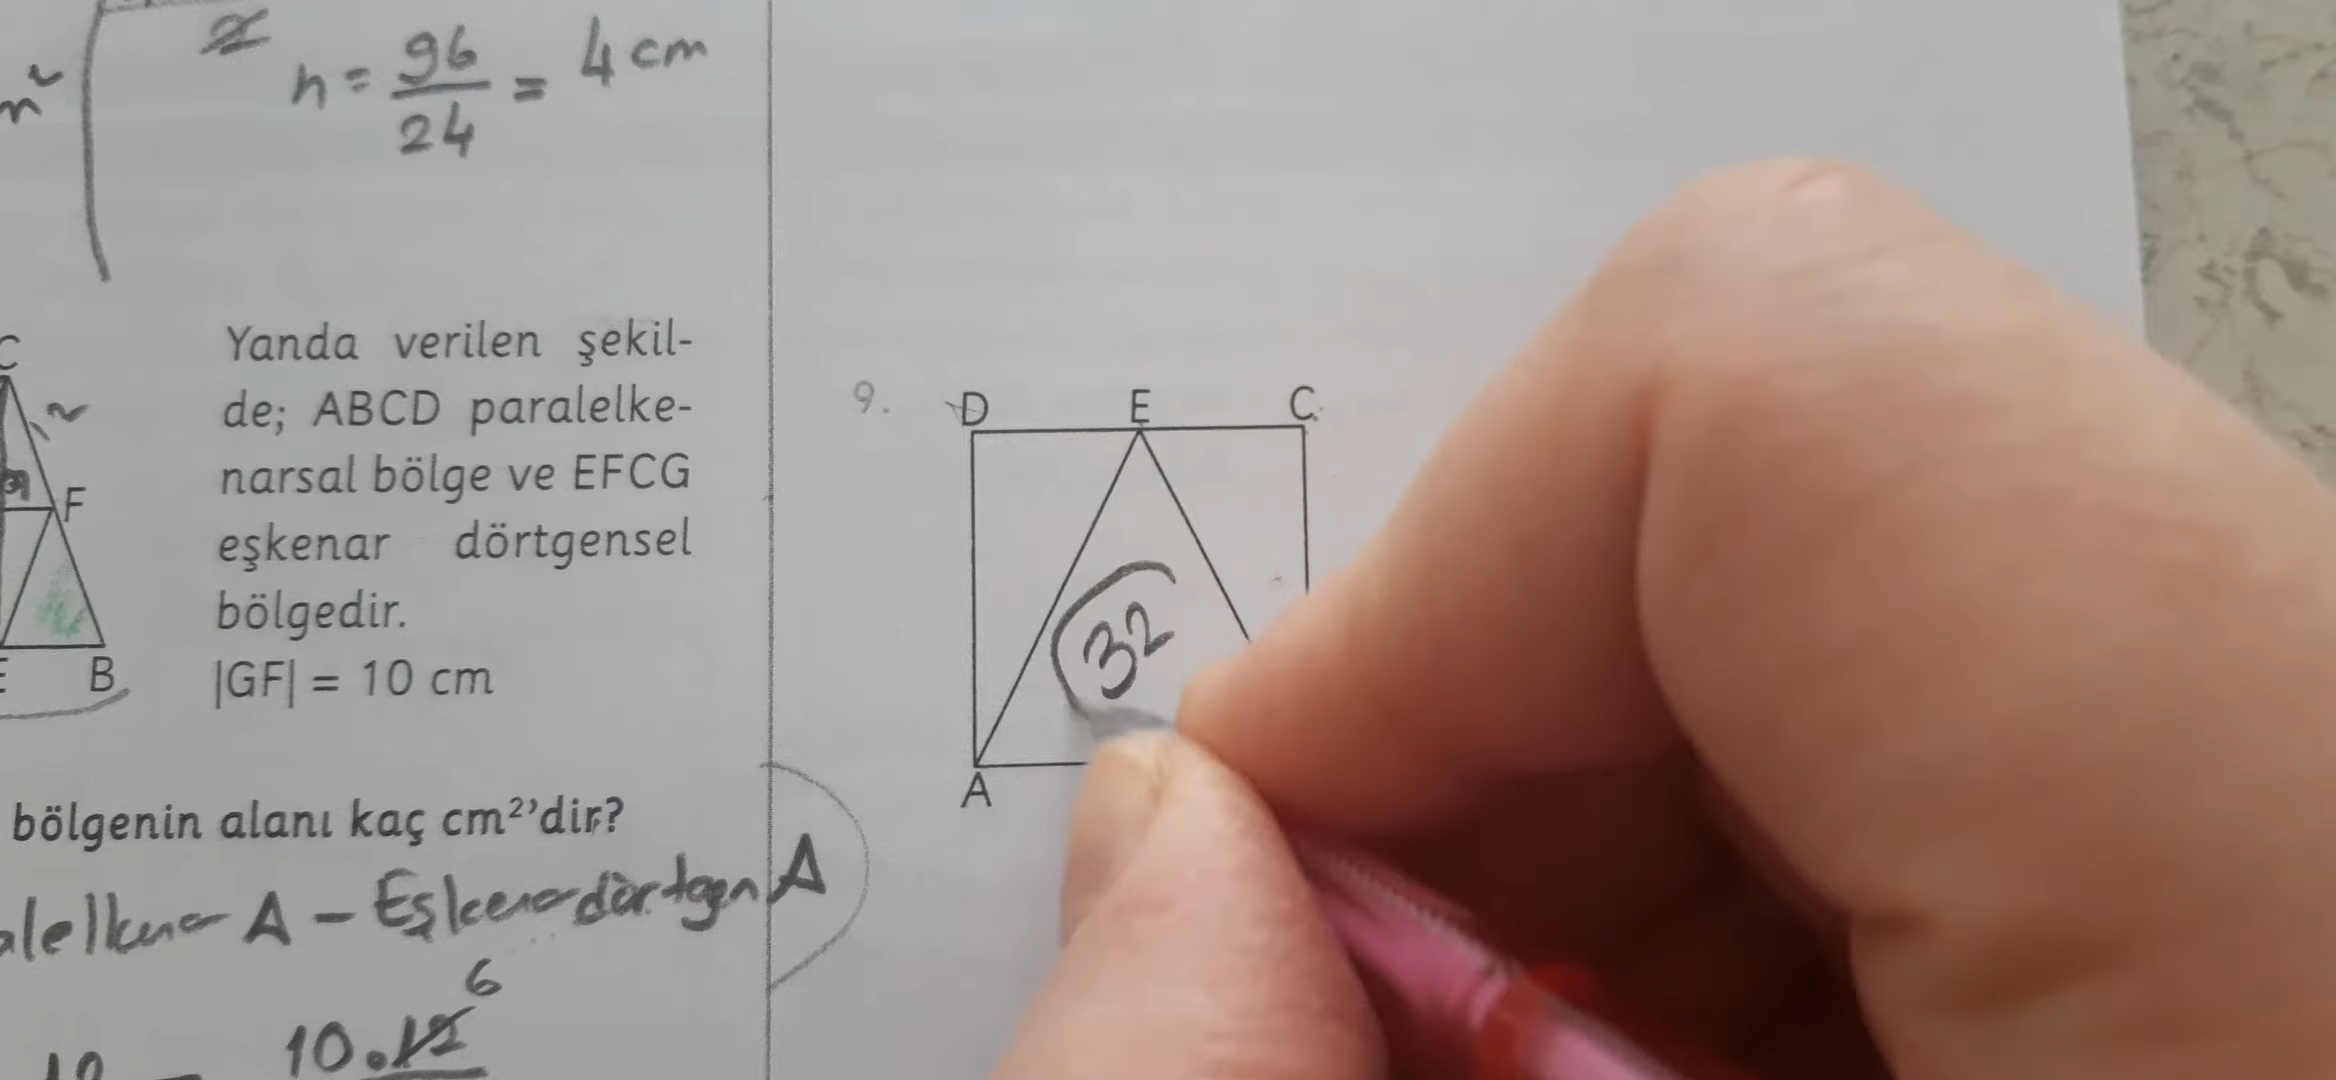 h = 96/24 = 4 cm
C
F
B
Yanda verilen şekil-
de; ABCD paralelke-
narsal bölge ve EFCG
eşkenar dörtgensel
bölgedir.
|GF| = 10 cm
bölgenin alanı kaç cm²’dir?
A - Eşkenar dörtgen A
6
10.12
9.
D E C
32
A